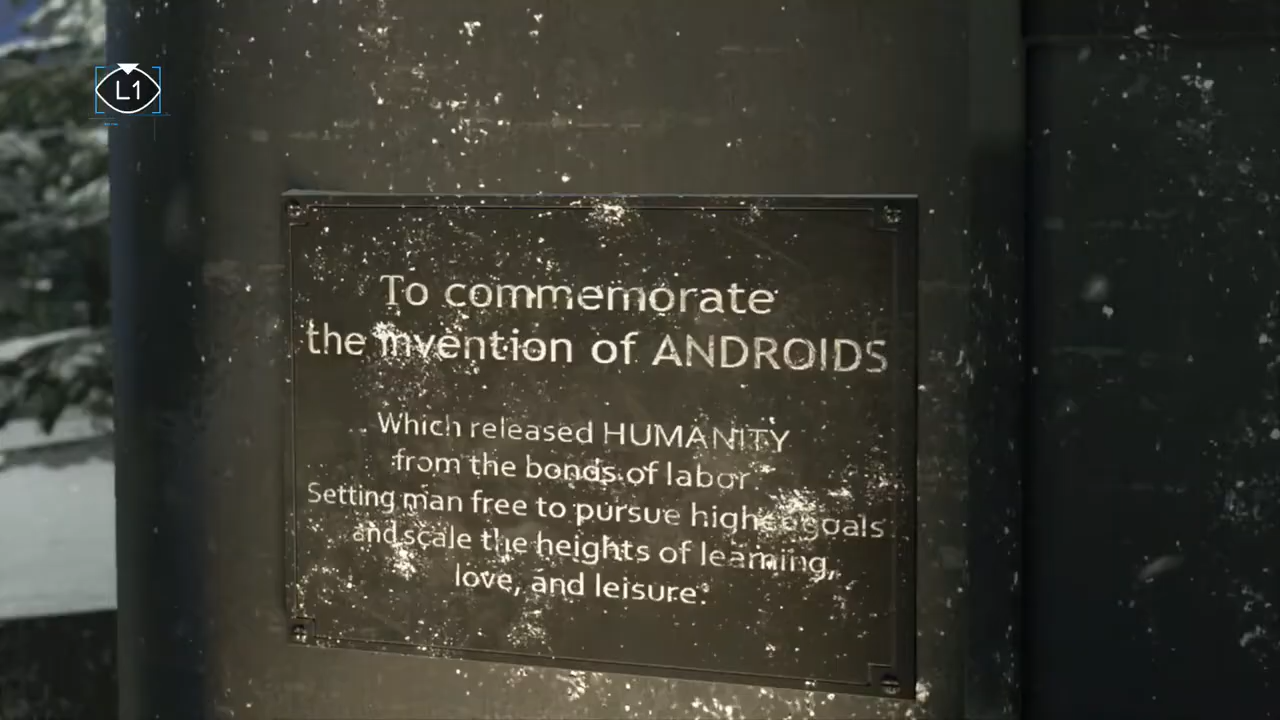 L1
To commemorate
the invention of ANDROIDS
Which released HUMANITY
from the bonds of labor
Setting man free to pursue higher goals
and scale the heights of learning,
love, and leisure.